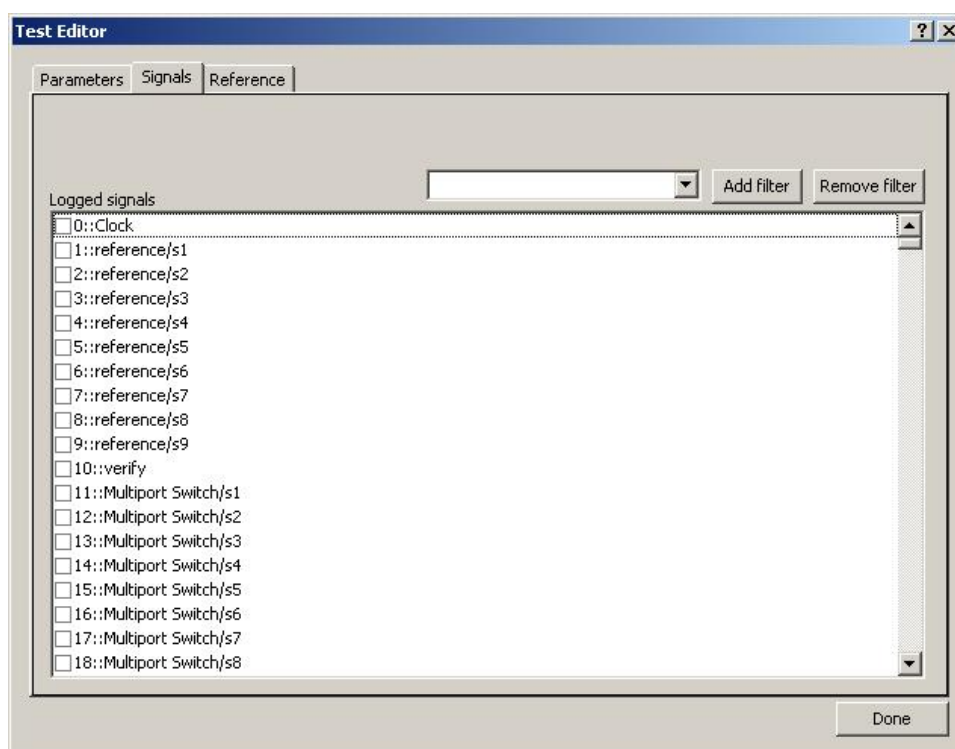 Test Editor
Parameters Signals Reference
Add filter Remove filter
Logged signals
0::Clock
1::reference/s1
2::reference/s2
3::reference/s3
4::reference/s4
5::reference/s5
6::reference/s6
7::reference/s7
8::reference/s8
9::reference/s9
10::verify
11::Multiport Switch/s1
12::Multiport Switch/s2
13::Multiport Switch/s3
14::Multiport Switch/s4
15::Multiport Switch/s5
16::Multiport Switch/s6
17::Multiport Switch/s7
18::Multiport Switch/s8
Done